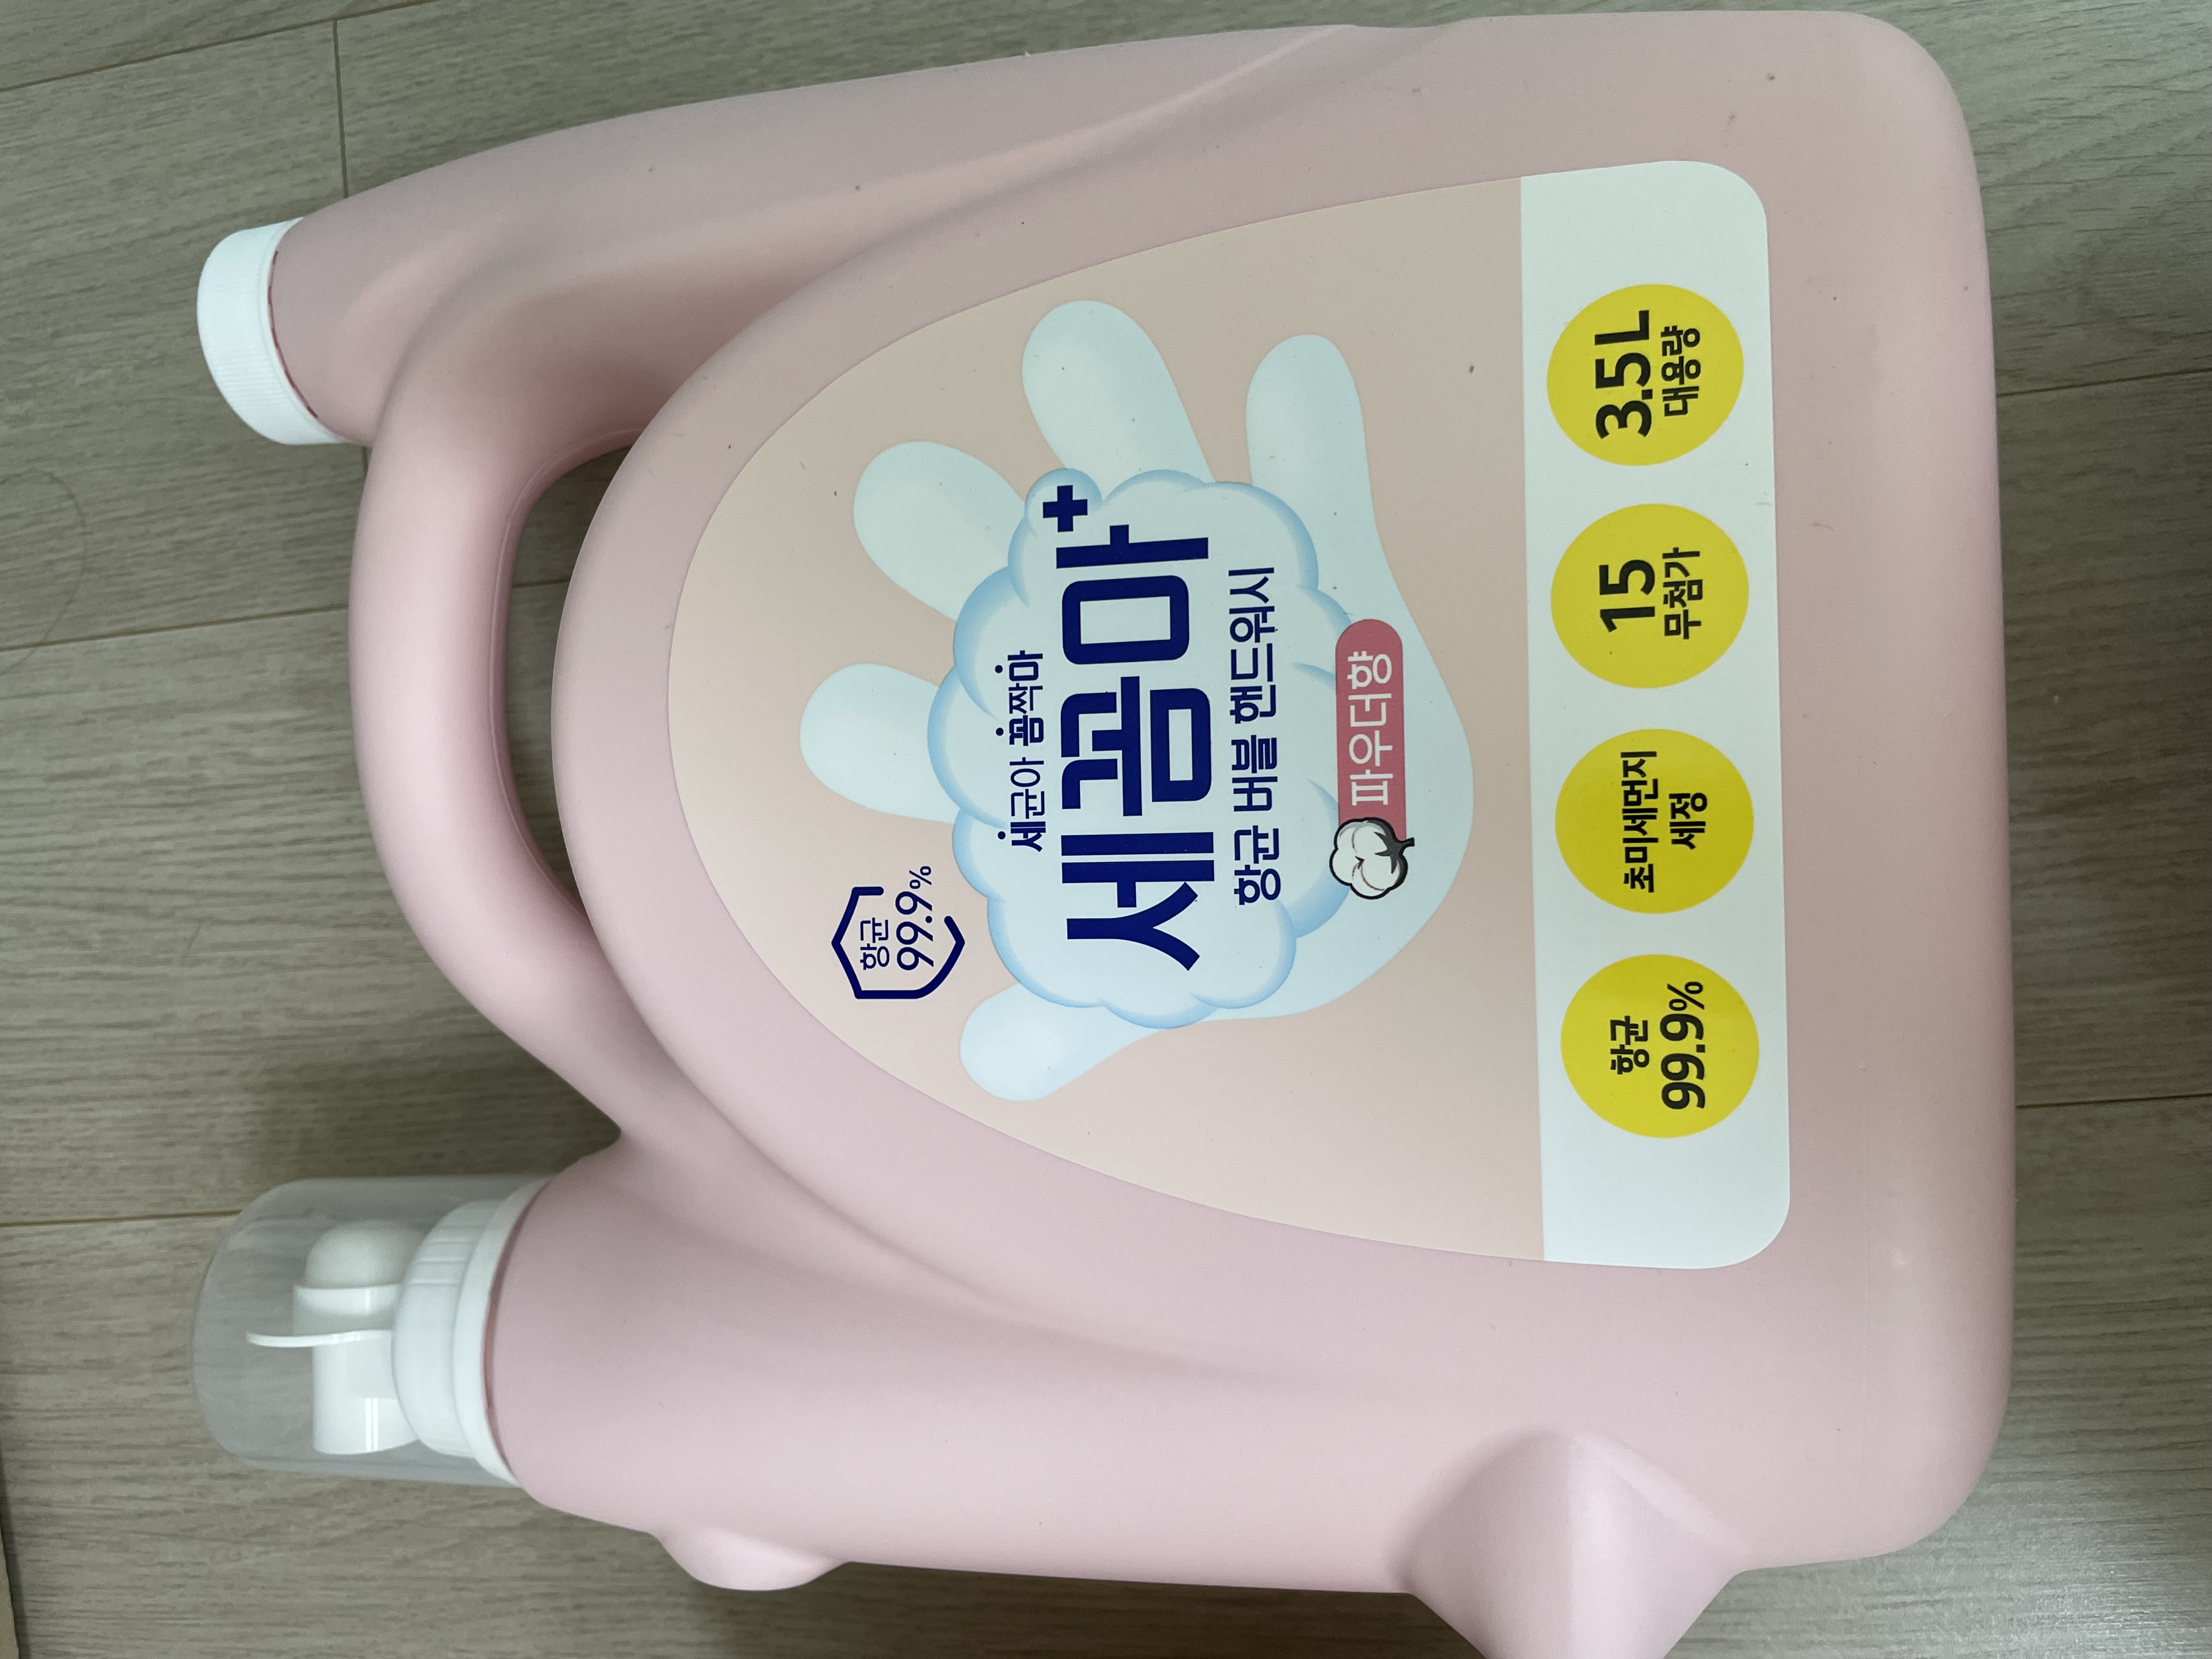 항균
99.9%
세균아 꼼짝마
세꼼마+
항균 버블 핸드워시
파우더향
항균
99.9%
초미세먼지
세정
15
무첨가
3.5L
대용량